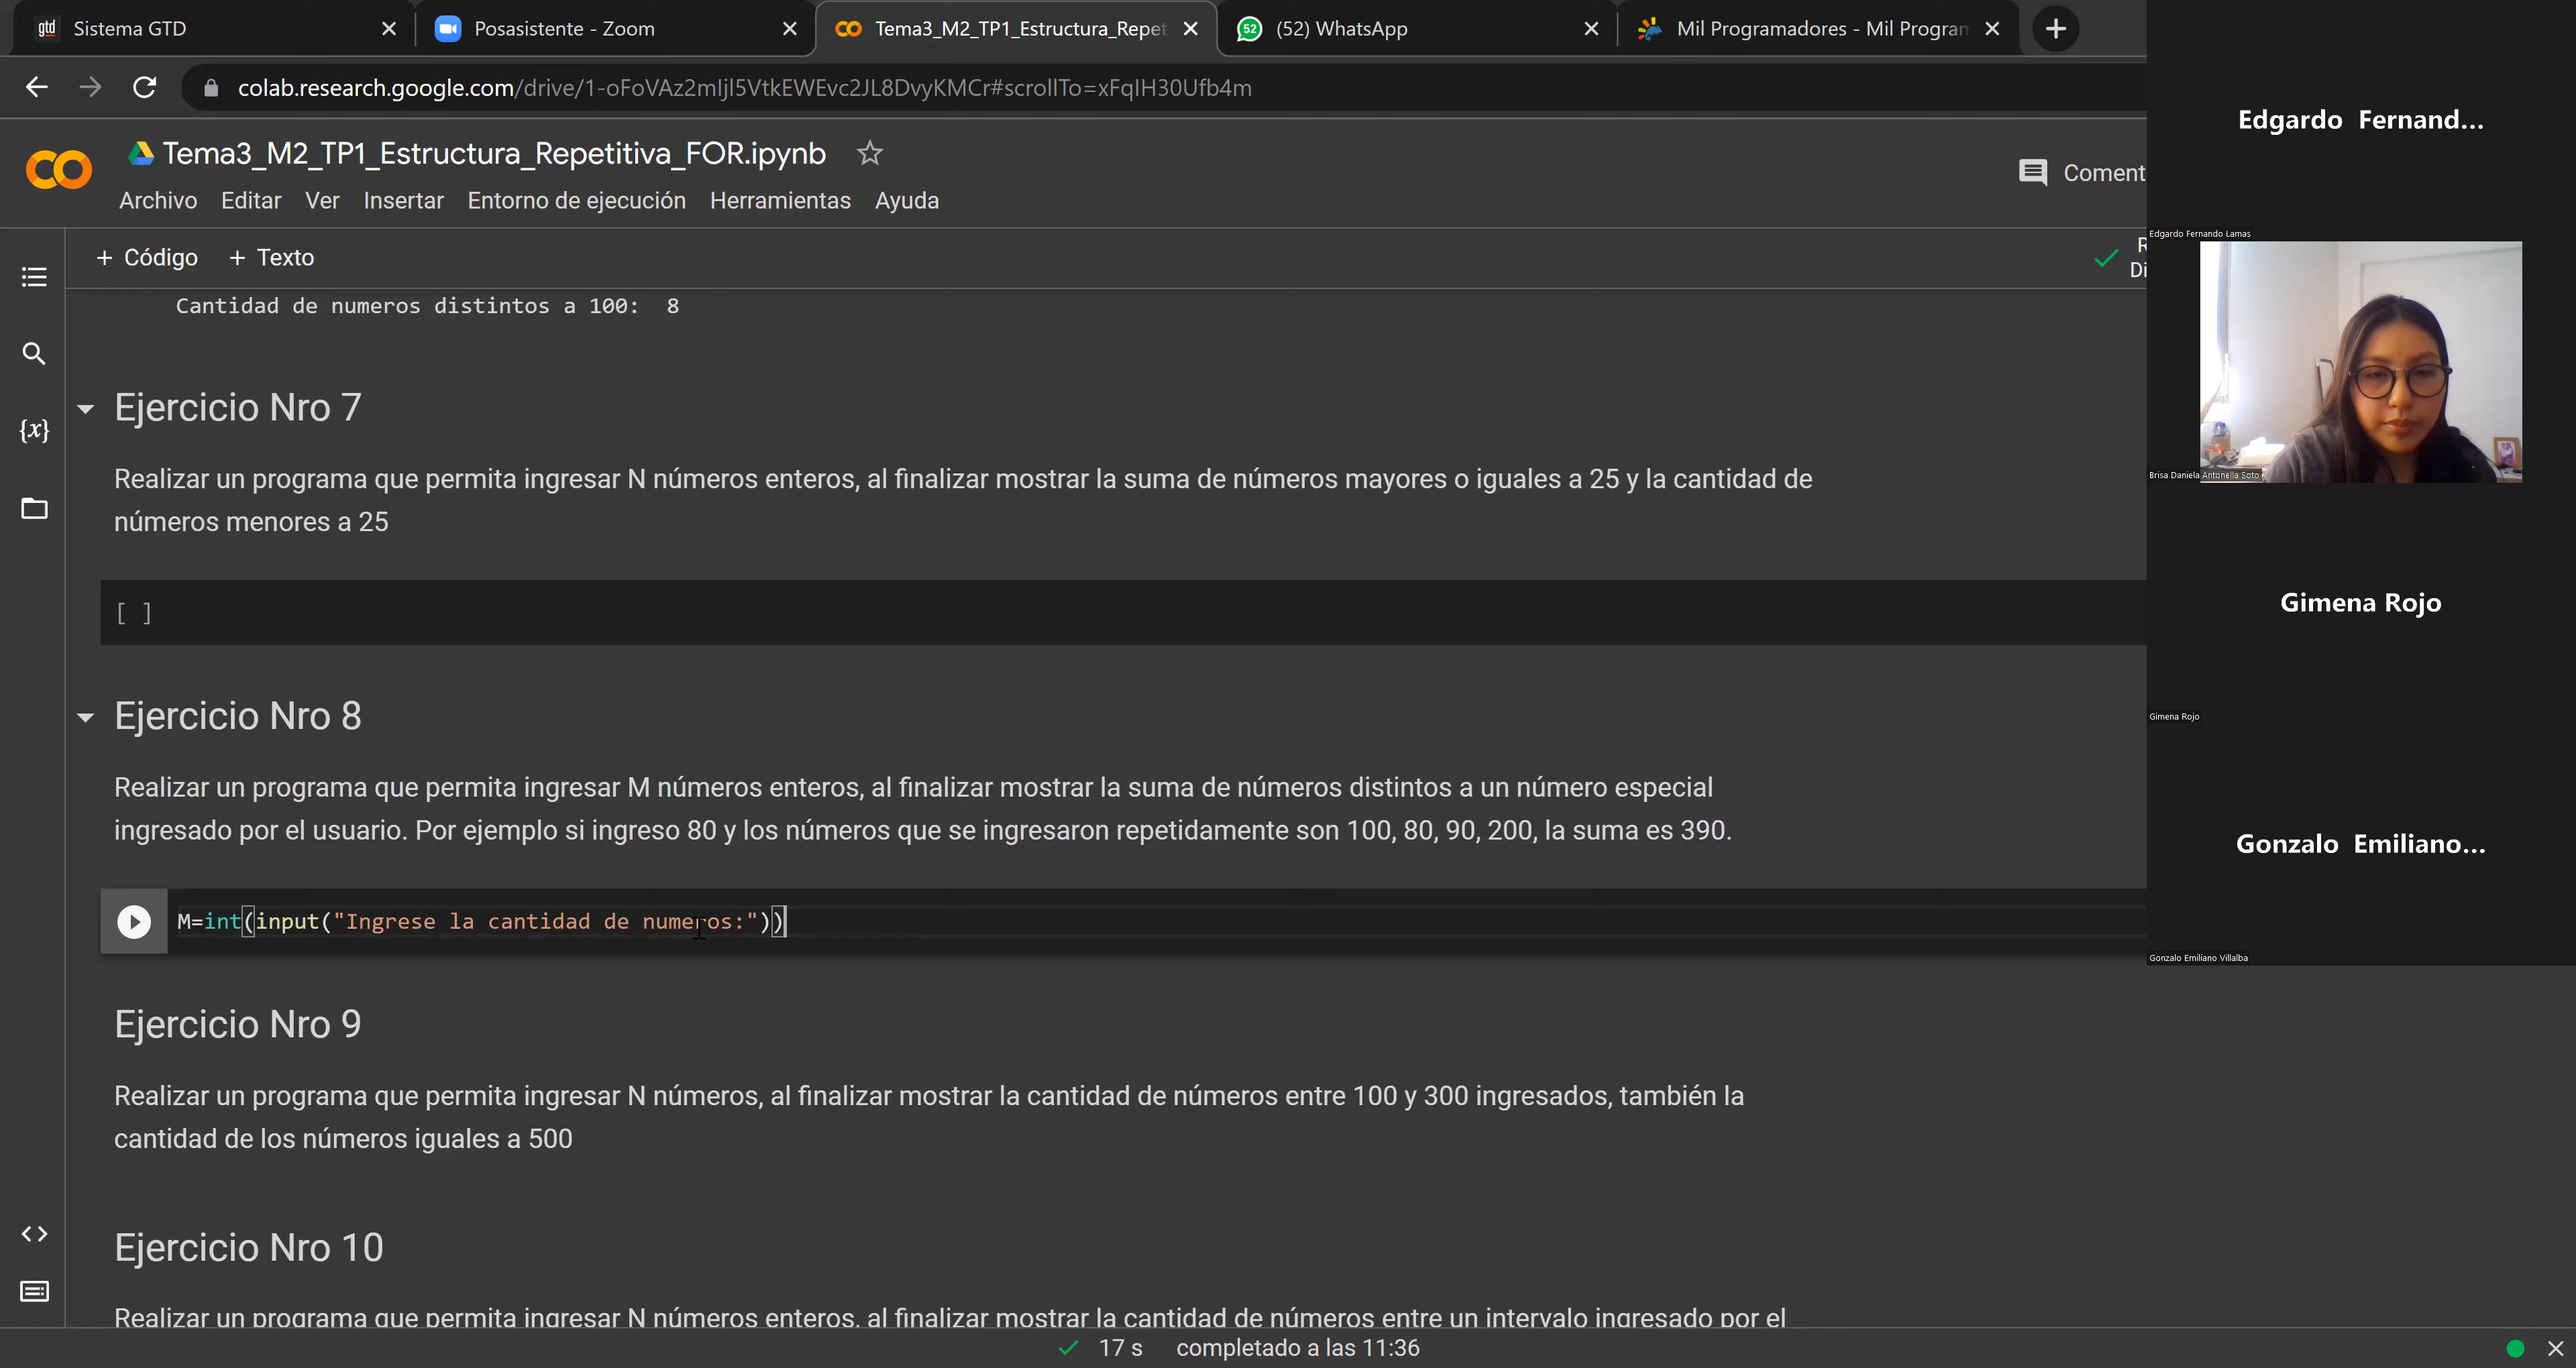 Sistema GTD
Posasistente - Zoom
Tema3_M2_TP1_Estructura_Repet
(52) WhatsApp
Mil Programadores - Mil Program
colab.research.google.com/drive/1-oFoVAz2mIjl5VtkEWEvc2JL8DvyKMCr#scrollTo=xFqIH30Ufb4m
Tema3_M2_TP1_Estructura_Repetitiva_FOR.ipynb
Coment
Archivo Editar Ver Insertar Entorno de ejecución Herramientas Ayuda
+ Código + Texto
Cantidad de numeros distintos a 100: 8
Ejercicio Nro 7
Realizar un programa que permita ingresar N números enteros, al finalizar mostrar la suma de números mayores o iguales a 25 y la cantidad de
números menores a 25
[ ]
Ejercicio Nro 8
Realizar un programa que permita ingresar M números enteros, al finalizar mostrar la suma de números distintos a un número especial
ingresado por el usuario. Por ejemplo si ingreso 80 y los números que se ingresaron repetidamente son 100, 80, 90, 200, la suma es 390.
M=int(input("Ingrese la cantidad de numeros:"))
Ejercicio Nro 9
Realizar un programa que permita ingresar N números, al finalizar mostrar la cantidad de números entre 100 y 300 ingresados, también la
cantidad de los números iguales a 500
Ejercicio Nro 10
Realizar un programa que permita ingresar N números enteros, al finalizar mostrar la cantidad de números entre un intervalo ingresado por el
17 s completado a las 11:36
Edgardo Fernand...
Edgardo Fernando Lamas
Brisa Daniela Antonella Soto
Gimena Rojo
Gimena Rojo
Gonzalo Emiliano...
Gonzalo Emiliano Villalba